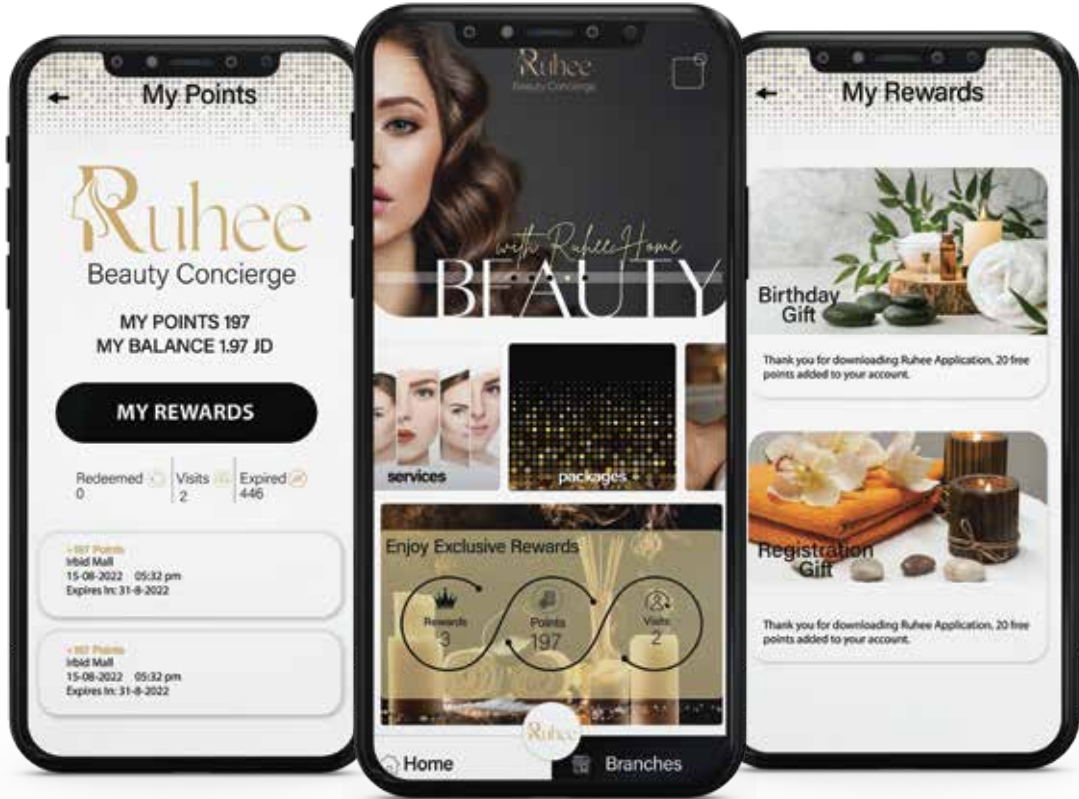 My Points
Ruhee
Beauty Concierge
MY POINTS 197
MY BALANCE 1.97 JD
MY REWARDS
Redeemed
0
Visits
2
Expired
446
+197 Points
Irbid Mall
15-08-2022 05:32 pm
Expires In: 31-8-2022
+197 Points
Irbid Mall
15-08-2022 05:32 pm
Expires In: 31-8-2022
Ruhee
Beauty Concierge
with Ruhee Home
BEAUTY
services
packages
Enjoy Exclusive Rewards
Rewards
3
Points
197
Visits
2
Ruhee
Home
Branches
My Rewards
Birthday
Gift
Thank you for downloading Ruhee Application, 20 free
points added to your account.
Registration
Gift
Thank you for downloading Ruhee Application, 20 free
points added to your account.